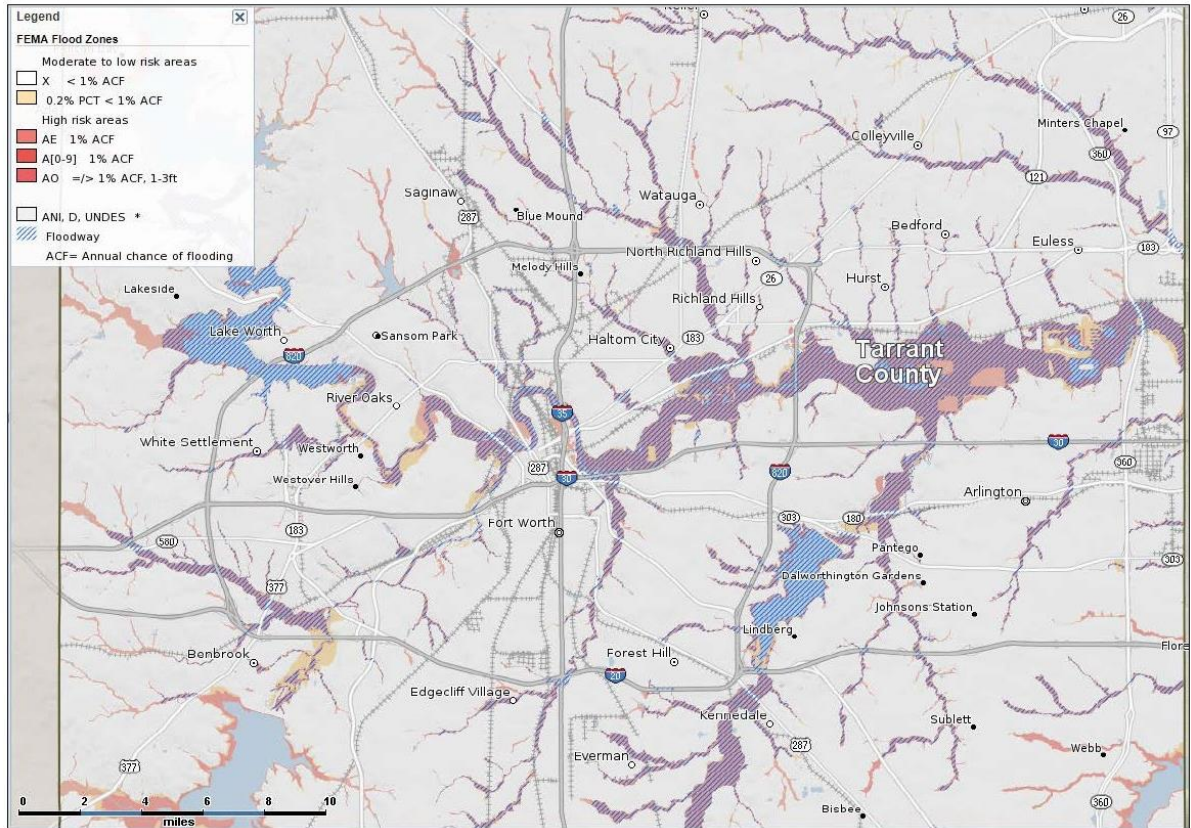 Legend
FEMA Flood Zones
Moderate to low risk areas
X < 1% ACF
0.2% PCT < 1% ACF
High risk areas
AE 1% ACF
A[0-9] 1% ACF
AO =/> 1% ACF, 1-3ft
ANI, D, UNDES *
Floodway
ACF= Annual chance of flooding
26
Minters Chapel
97
Colleyville
360
121
Saginaw
287
Blue Mound
Watauga
Bedford
Euless
183
North Richland Hills
Melody Hills
26
Hurst
Lakeside
Richland Hills
Lake Worth
820
Sansom Park
Haltom City
183
Tarrant
County
River Oaks
35
White Settlement
Westworth
30
287
30
820
360
Westover Hills
Arlington
183
Fort Worth
303
180
580
Pantego
303
377
Dalworthington Gardens
Johnsons Station
Lindberg
Benbrook
Forest Hill
20
Edgecliff Village
Kennedale
287
Sublett
Webb
377
Everman
360
Bisbee
0 2 4 6 8 10
miles